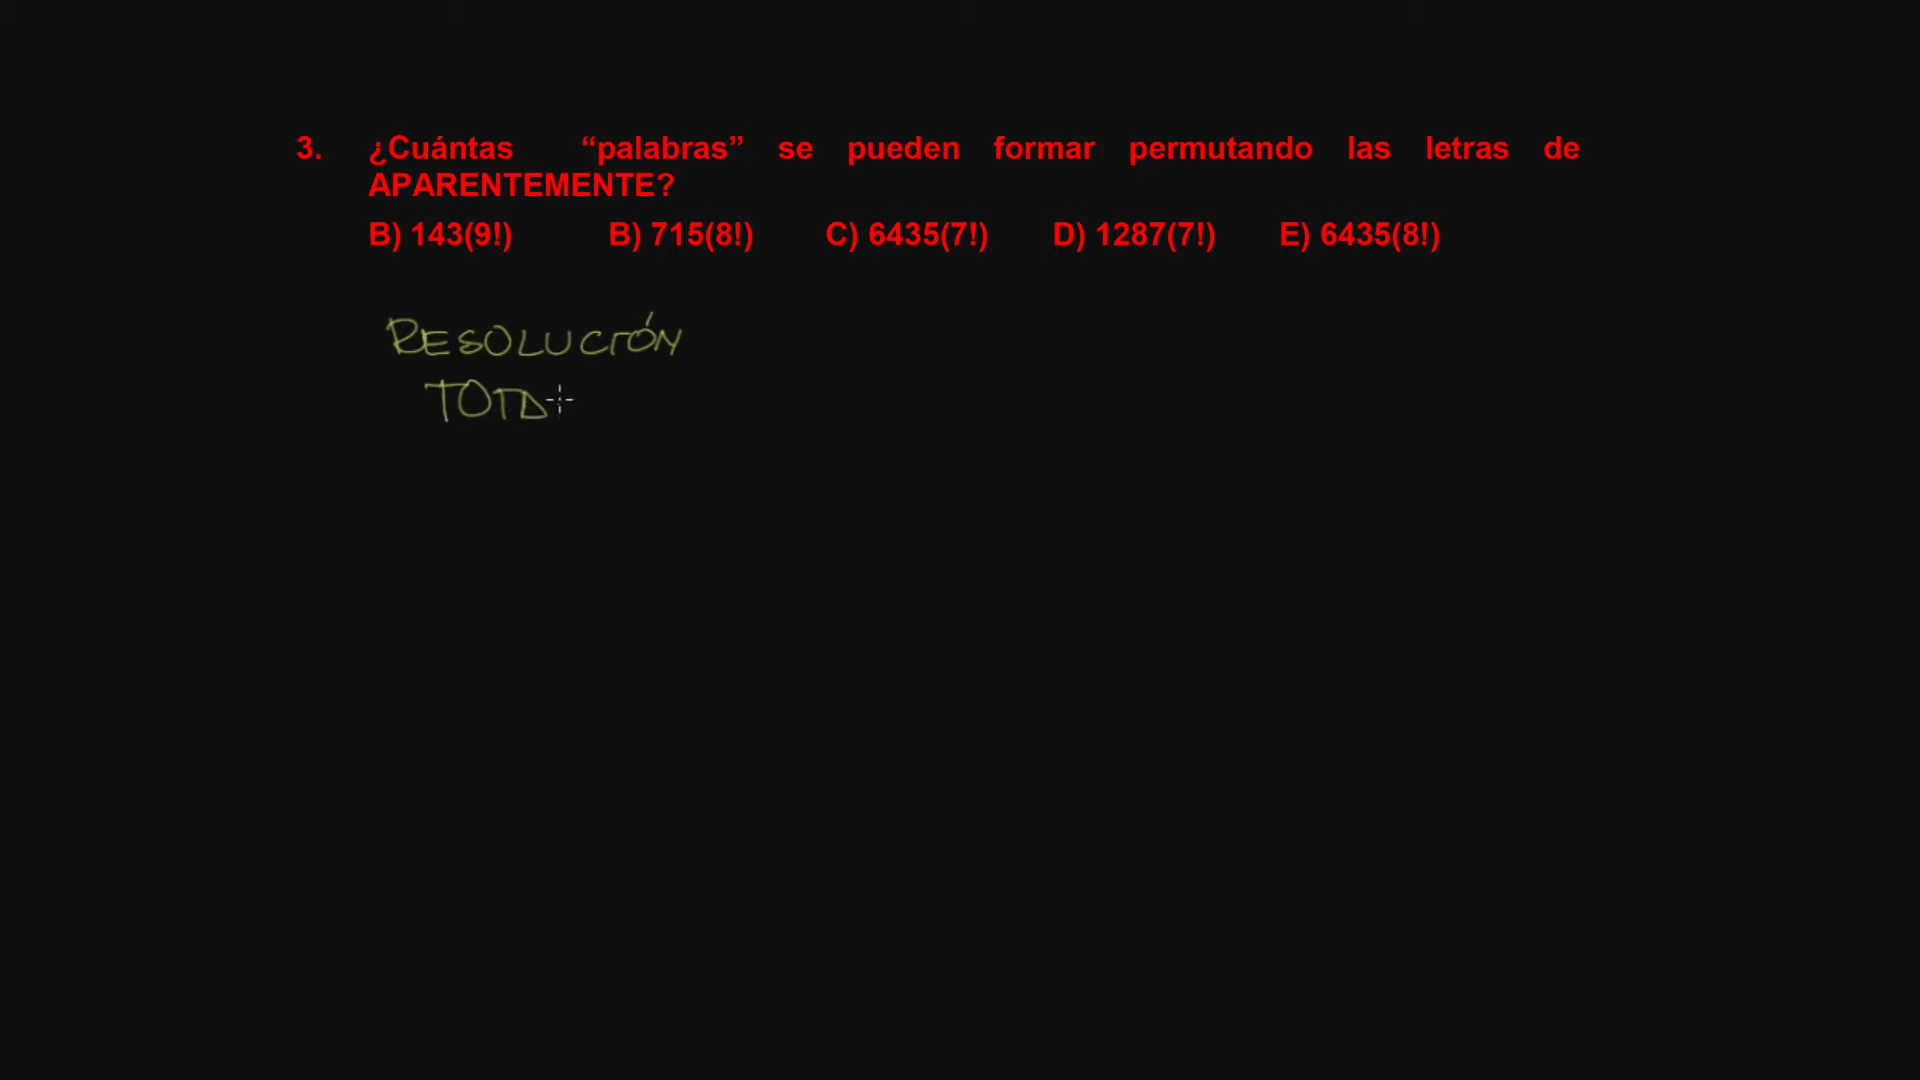 3. ¿Cuántas “palabras” se pueden formar permutando las letras de
APARENTEMENTE?
B) 143(9!) B) 715(8!) C) 6435(7!) D) 1287(7!) E) 6435(8!)
RESOLUCIÓN
TOTA